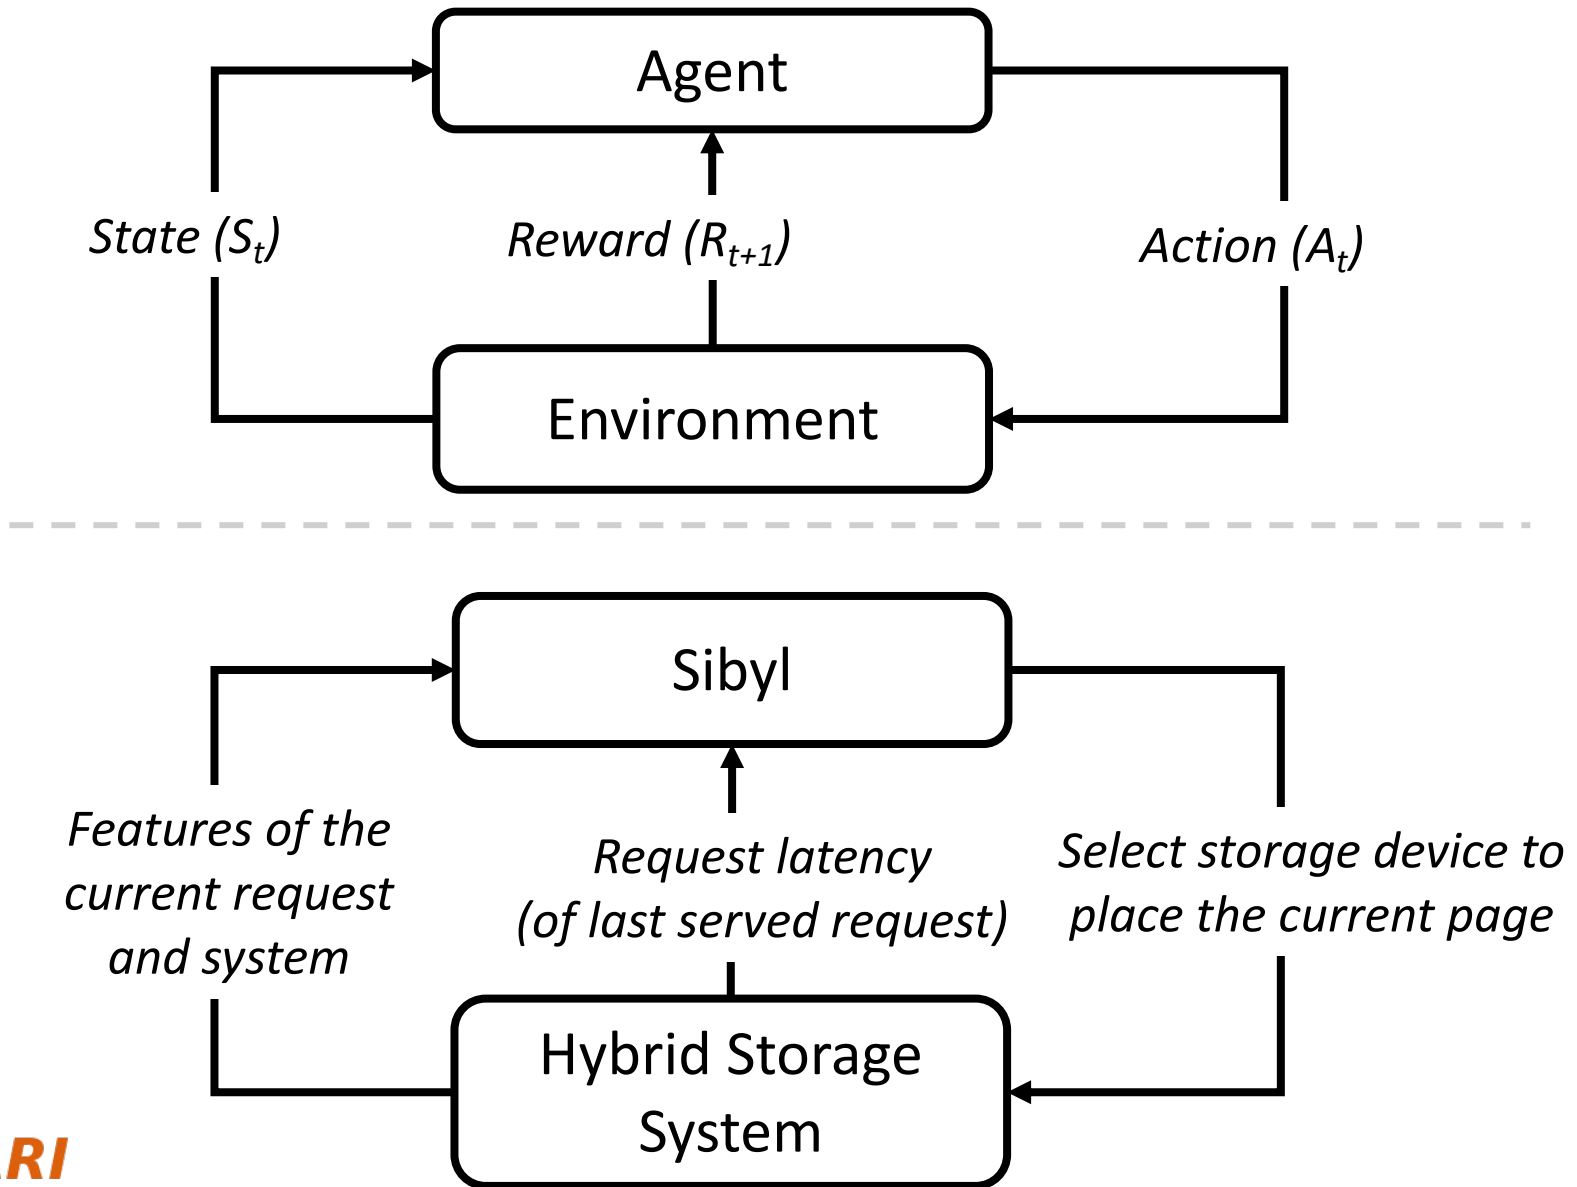 Agent
State (Sₜ)
Reward (Rₜ₊₁)
Action (Aₜ)
Environment
Sibyl
Features of the
current request
and system
Request latency
(of last served request)
Select storage device to
place the current page
Hybrid Storage
System